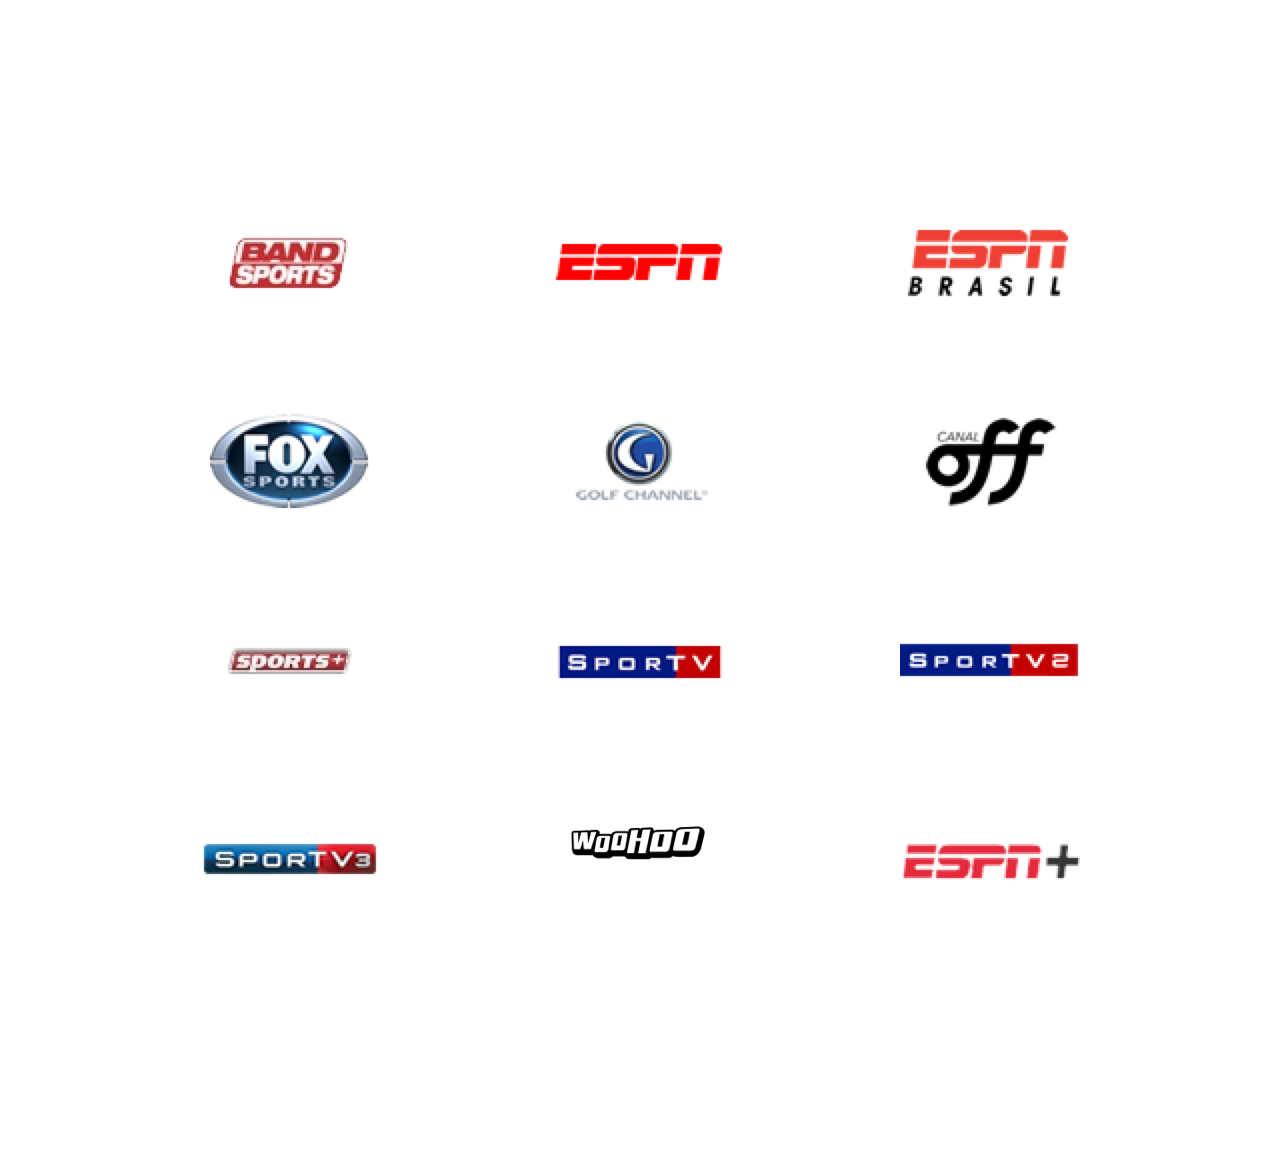 BAND
SPORTS
ESPN
ESPN
BRASIL
FOX
SPORTS
G
GOLF CHANNEL®
CANAL
off
SPORTS+
SPORTV
SPORTV2
SPORTV3
WOOHOO
ESPN+